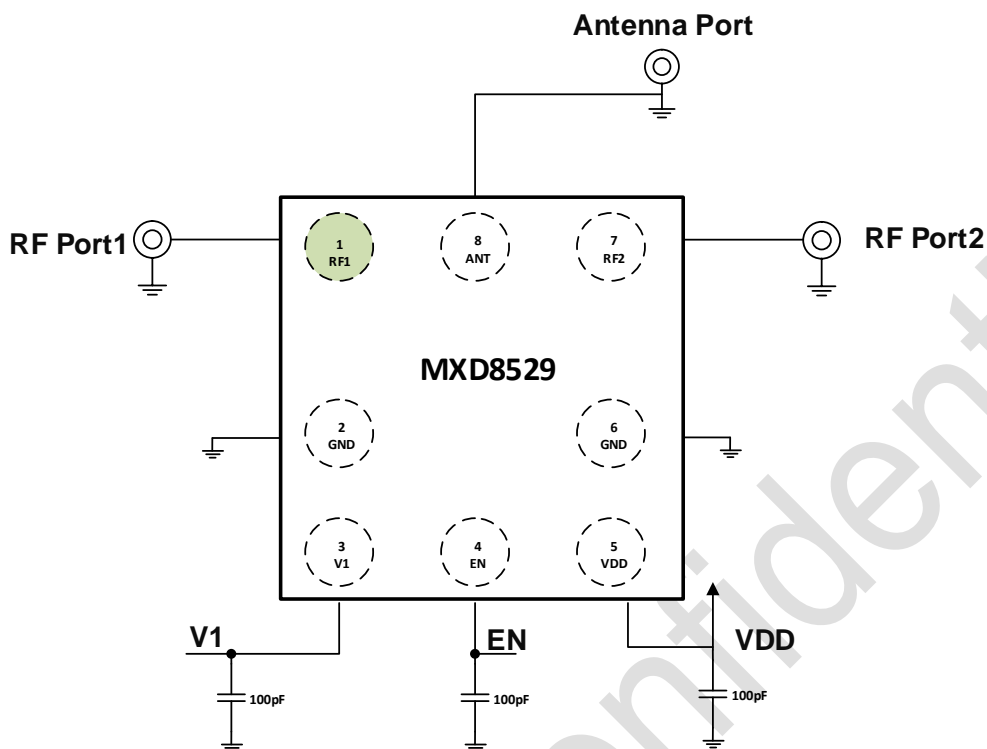 Antenna Port
RF Port1
RF Port2
1
RF1
8
ANT
7
RF2
MXD8529
2
GND
6
GND
3
V1
4
EN
5
VDD
V1
EN
VDD
100pF
100pF
100pF